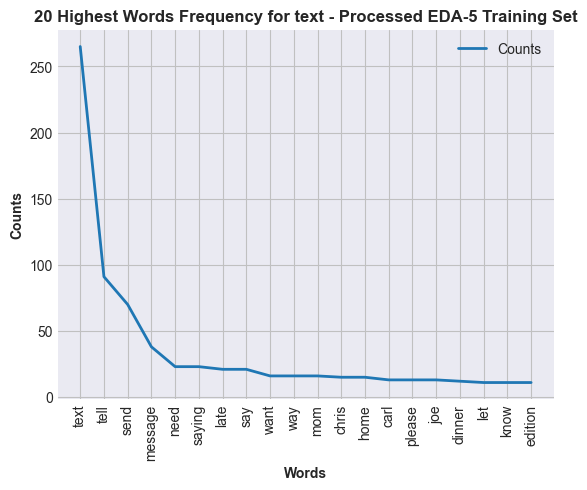 20 Highest Words Frequency for text - Processed EDA-5 Training Set
Counts
250
200
150
100
50
0
Counts
text
tell
send
message
need
saying
late
say
want
way
mom
chris
home
carl
please
joe
dinner
let
know
edition
Words